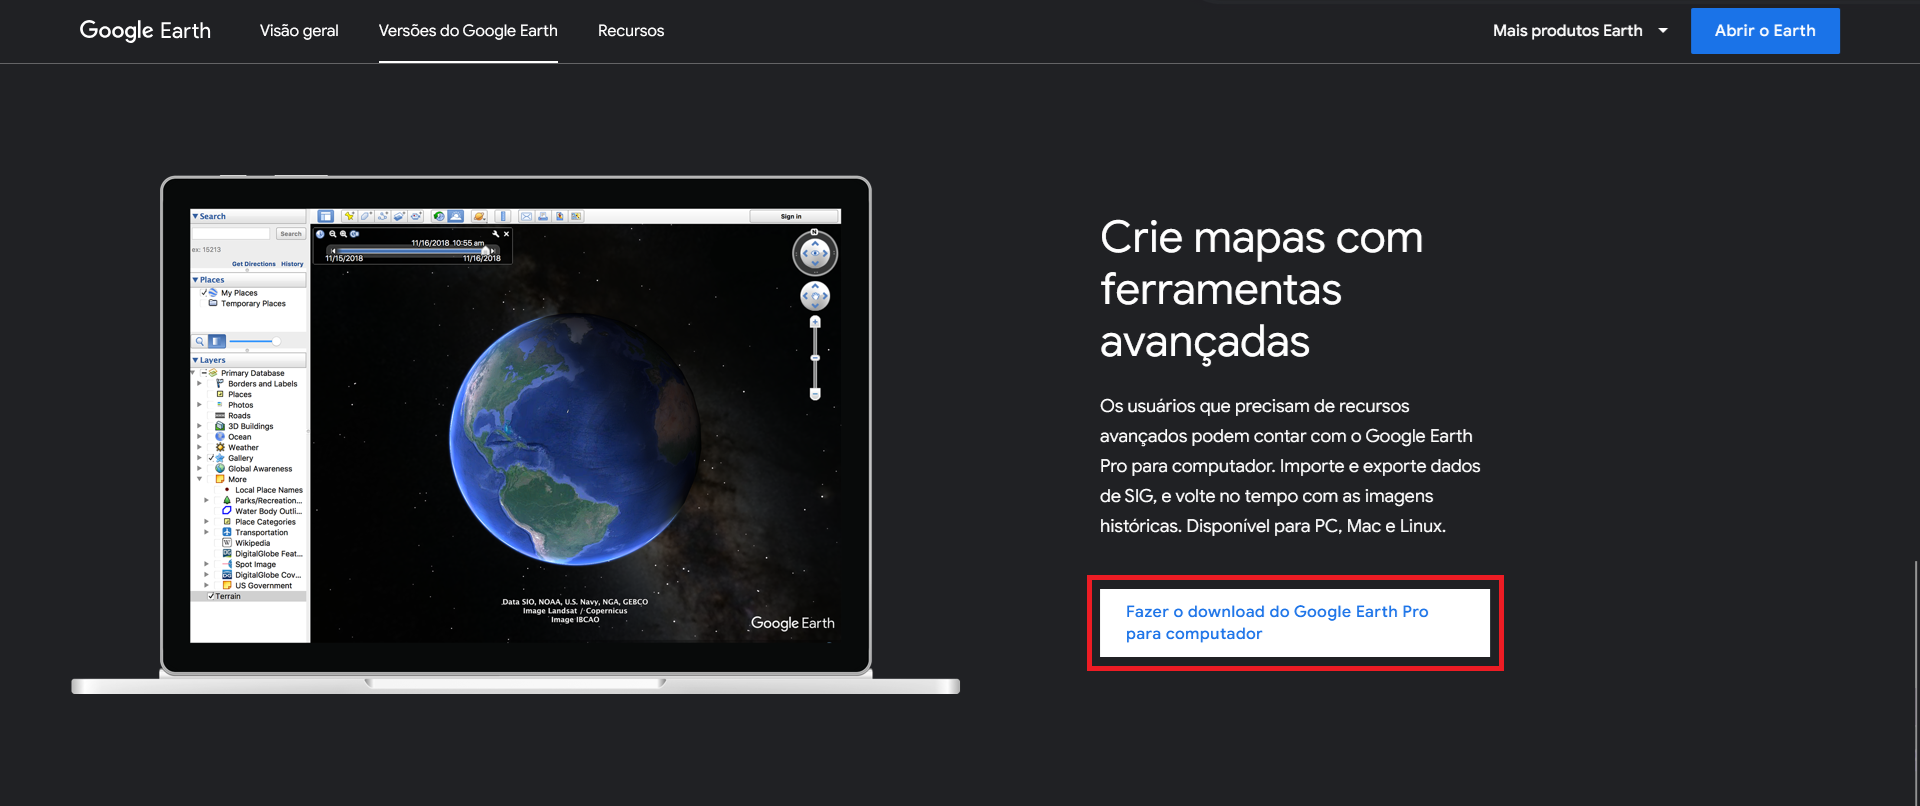 Google Earth
Visão geral
Versões do Google Earth
Recursos
Mais produtos Earth
Abrir o Earth
Search
Sign in
Search
ex: 15213
Get Directions History
Places
My Places
Temporary Places
Layers
Primary Database
Borders and Labels
Places
Photos
Roads
3D Buildings
Ocean
Weather
Gallery
Global Awareness
More
Local Place Names
Parks/Recreation...
Water Body Outli...
Place Categories
Transportation
Wikipedia
DigitalGlobe Feat...
Spot Image
DigitalGlobe Cov...
US Government
Terrain
11/16/2018 10:55 am
11/15/2018
11/16/2018
N
Data SIO, NOAA, U.S. Navy, NGA, GEBCO
Image Landsat / Copernicus
Image IBCAO
Google Earth
Crie mapas com
ferramentas
avançadas
Os usuários que precisam de recursos
avançados podem contar com o Google Earth
Pro para computador. Importe e exporte dados
de SIG, e volte no tempo com as imagens
históricas. Disponível para PC, Mac e Linux.
Fazer o download do Google Earth Pro
para computador